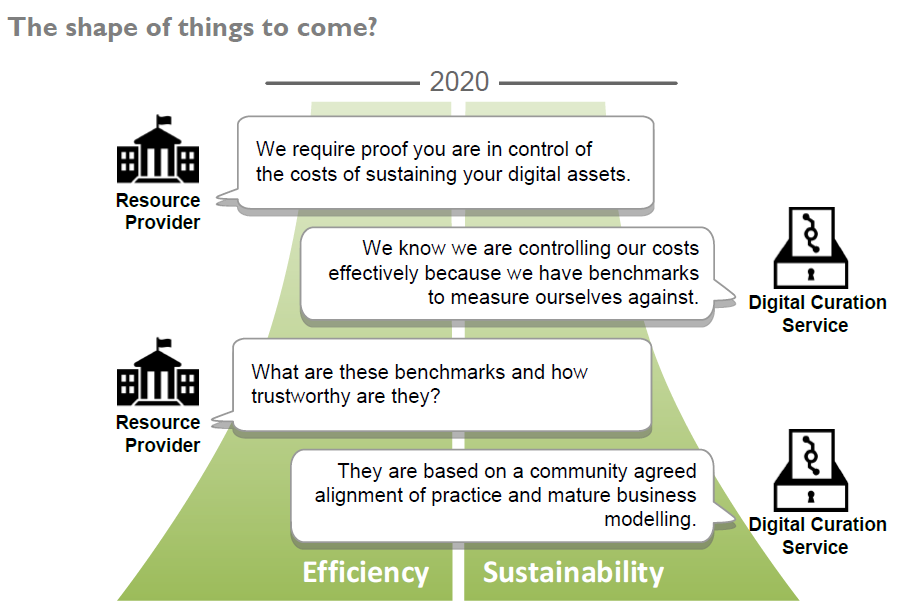 The shape of things to come?
2020
We require proof you are in control of
the costs of sustaining your digital assets.
Resource
Provider
We know we are controlling our costs
effectively because we have benchmarks
to measure ourselves against.
Digital Curation
Service
What are these benchmarks and how
trustworthy are they?
Resource
Provider
They are based on a community agreed
alignment of practice and mature business
modelling.
Digital Curation
Service
Efficiency
Sustainability